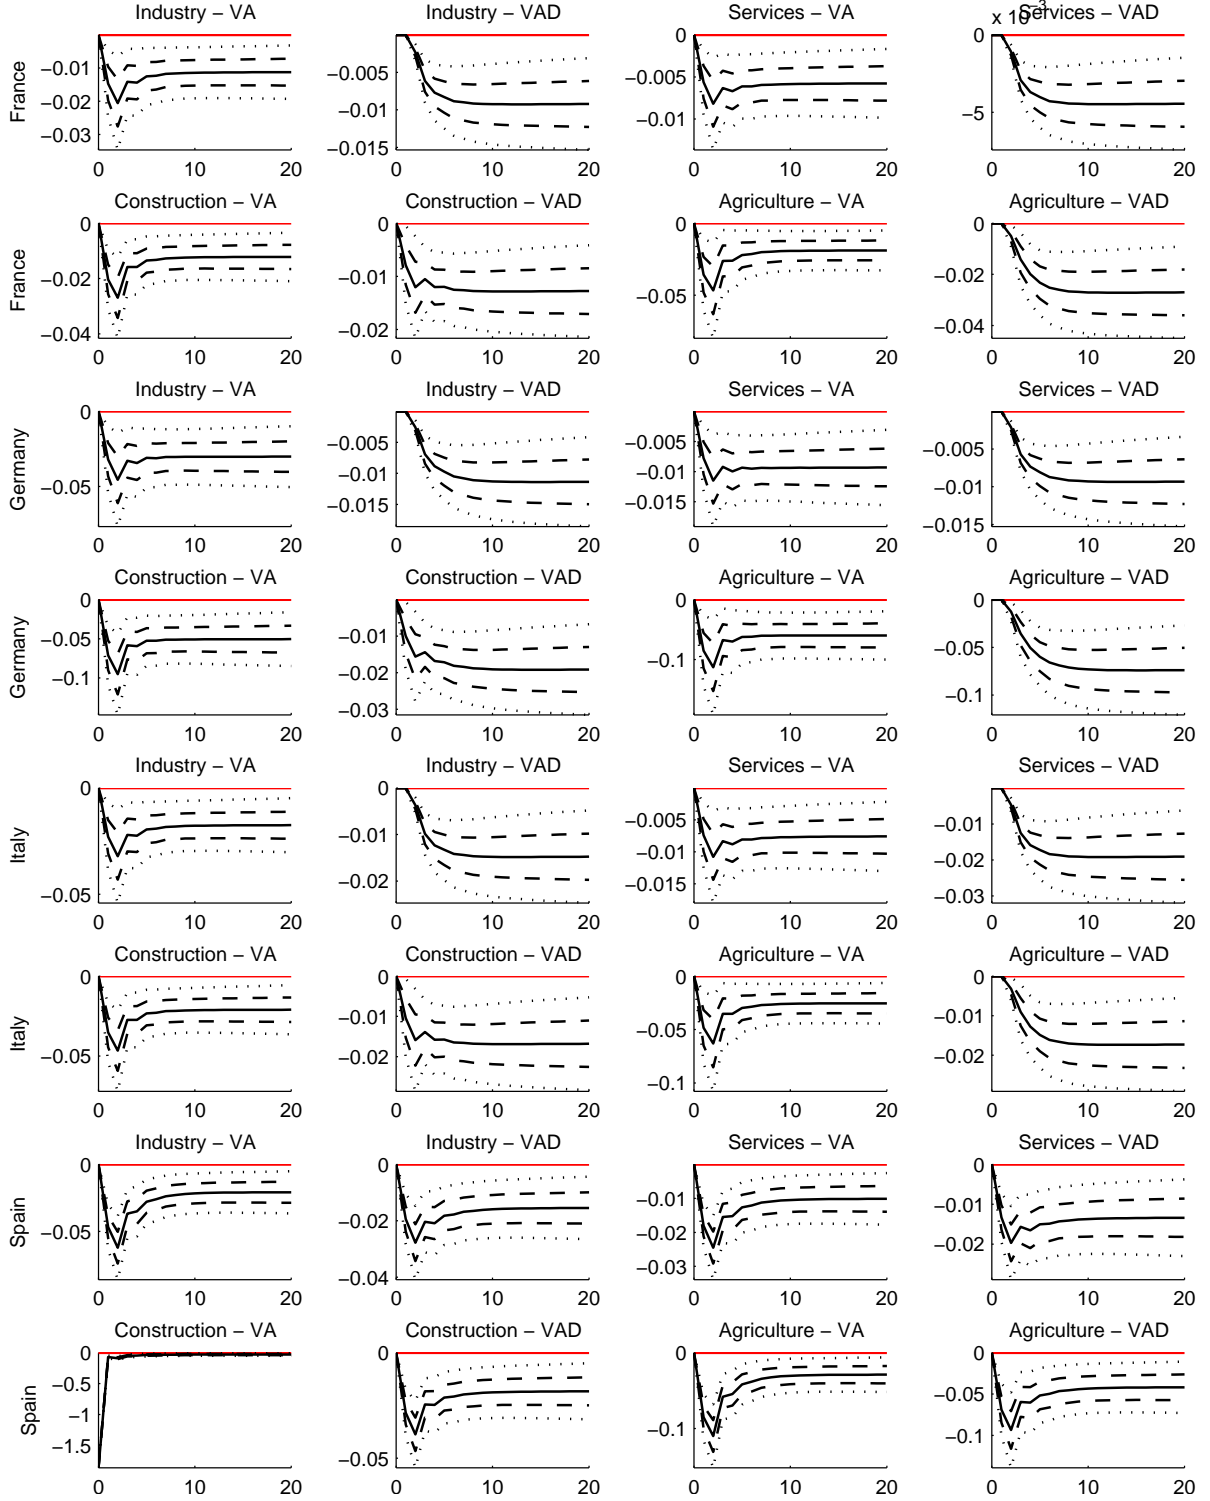 Industry − VA
Industry − VAD
Services − VA
x 10−3
Services − VAD
France
−0.01
−0.02
−0.03
0 10 20
−0.005
−0.01
−0.015
0 10 20
0
−0.005
−0.01
0 10 20
0
−5
0 10 20
Construction − VA
Construction − VAD
Agriculture − VA
Agriculture − VAD
France
0
−0.02
−0.04
0 10 20
0
−0.01
−0.02
0 10 20
0
−0.05
0 10 20
0
−0.02
−0.04
0 10 20
Industry − VA
Industry − VAD
Services − VA
Services − VAD
Germany
0
−0.05
0 10 20
−0.005
−0.01
−0.015
0 10 20
−0.005
−0.01
−0.015
0 10 20
−0.005
−0.01
−0.015
0 10 20
Construction − VA
Construction − VAD
Agriculture − VA
Agriculture − VAD
Germany
0
−0.05
−0.1
0 10 20
−0.01
−0.02
−0.03
0 10 20
0
−0.1
0 10 20
0
−0.05
−0.1
0 10 20
Industry − VA
Industry − VAD
Services − VA
Services − VAD
Italy
0
−0.05
0 10 20
0
−0.01
−0.02
0 10 20
−0.005
−0.01
−0.015
0 10 20
−0.01
−0.02
−0.03
0 10 20
Construction − VA
Construction − VAD
Agriculture − VA
Agriculture − VAD
Italy
0
−0.05
0 10 20
0
−0.01
−0.02
0 10 20
0
−0.05
−0.1
0 10 20
0
−0.01
−0.02
0 10 20
Industry − VA
Industry − VAD
Services − VA
Services − VAD
Spain
0
−0.05
0 10 20
0
−0.02
−0.04
0 10 20
−0.01
−0.02
−0.03
0 10 20
0
−0.01
−0.02
0 10 20
Construction − VA
Construction − VAD
Agriculture − VA
Agriculture − VAD
Spain
0
−0.5
−1
−1.5
0 10 20
0
−0.05
0 10 20
0
−0.1
0 10 20
0
−0.05
−0.1
0 10 20